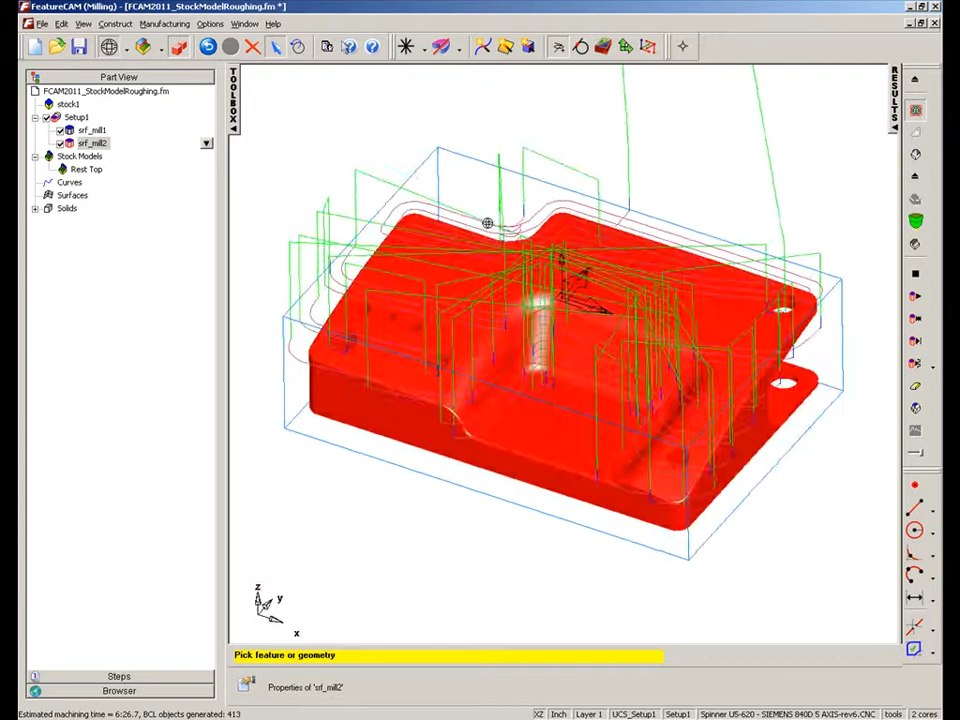 FeatureCAM (Milling) - [FCAM2011_StockModelRoughing.fm *]
File Edit View Construct Manufacturing Options Window Help
Part View
FCAM2011_StockModelRoughing.fm
stock1
Setup1
srf_mill1
srf_mill2
Stock Models
Rest Top
Curves
Surfaces
Solids
TOOLBOX
RESULTS
z
y
x
Pick feature or geometry
Steps
Properties of 'srf_mill2'
Browser
Estimated machining time = 6:26.7, BCL objects generated: 413
XZ Inch Layer 1 UCS_Setup1 Setup1 Spinner U5-620 - SIEMENS 840D 5 AXIS-rev6.CNC tools 2 cores